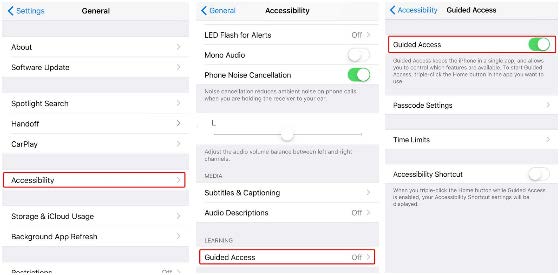 Settings
General
About
Software Update
Spotlight Search
Handoff
CarPlay
Accessibility
Storage & iCloud Usage
Background App Refresh
Restrictions
Off
General
Accessibility
LED Flash for Alerts
Off
Mono Audio
Phone Noise Cancellation
Noise cancellation reduces ambient noise on phone calls
when you are holding the receiver to your ear.
L
Adjust the audio volume balance between left and right
channels.
MEDIA
Subtitles & Captioning
Audio Descriptions
Off
LEARNING
Guided Access
Off
Accessibility
Guided Access
Guided Access
Guided Access keeps the iPhone in a single app, and allows
you to control which features are available. To start Guided
Access, triple-click the Home button in the app you want to
use.
Passcode Settings
Time Limits
Accessibility Shortcut
When you triple-click the Home button while Guided Access
is enabled, your Accessibility Shortcut settings will be
displayed.